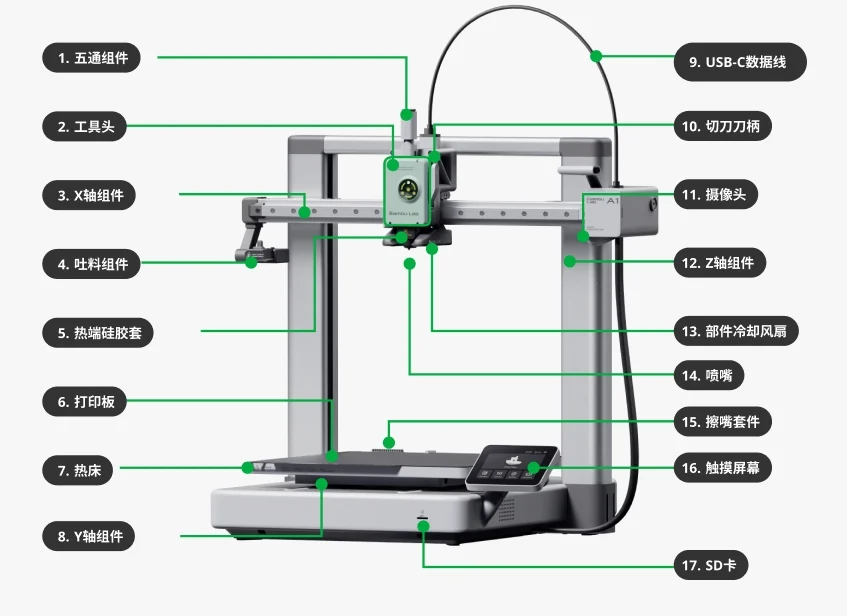 1. 五通组件
2. 工具头
3. X轴组件
4. 吐料组件
5. 热端硅胶套
6. 打印板
7. 热床
8. Y轴组件
9. USB-C数据线
10. 切刀刀柄
11. 摄像头
12. Z轴组件
13. 部件冷却风扇
14. 喷嘴
15. 擦嘴套件
16. 触摸屏幕
17. SD卡
Bambu Lab
A1